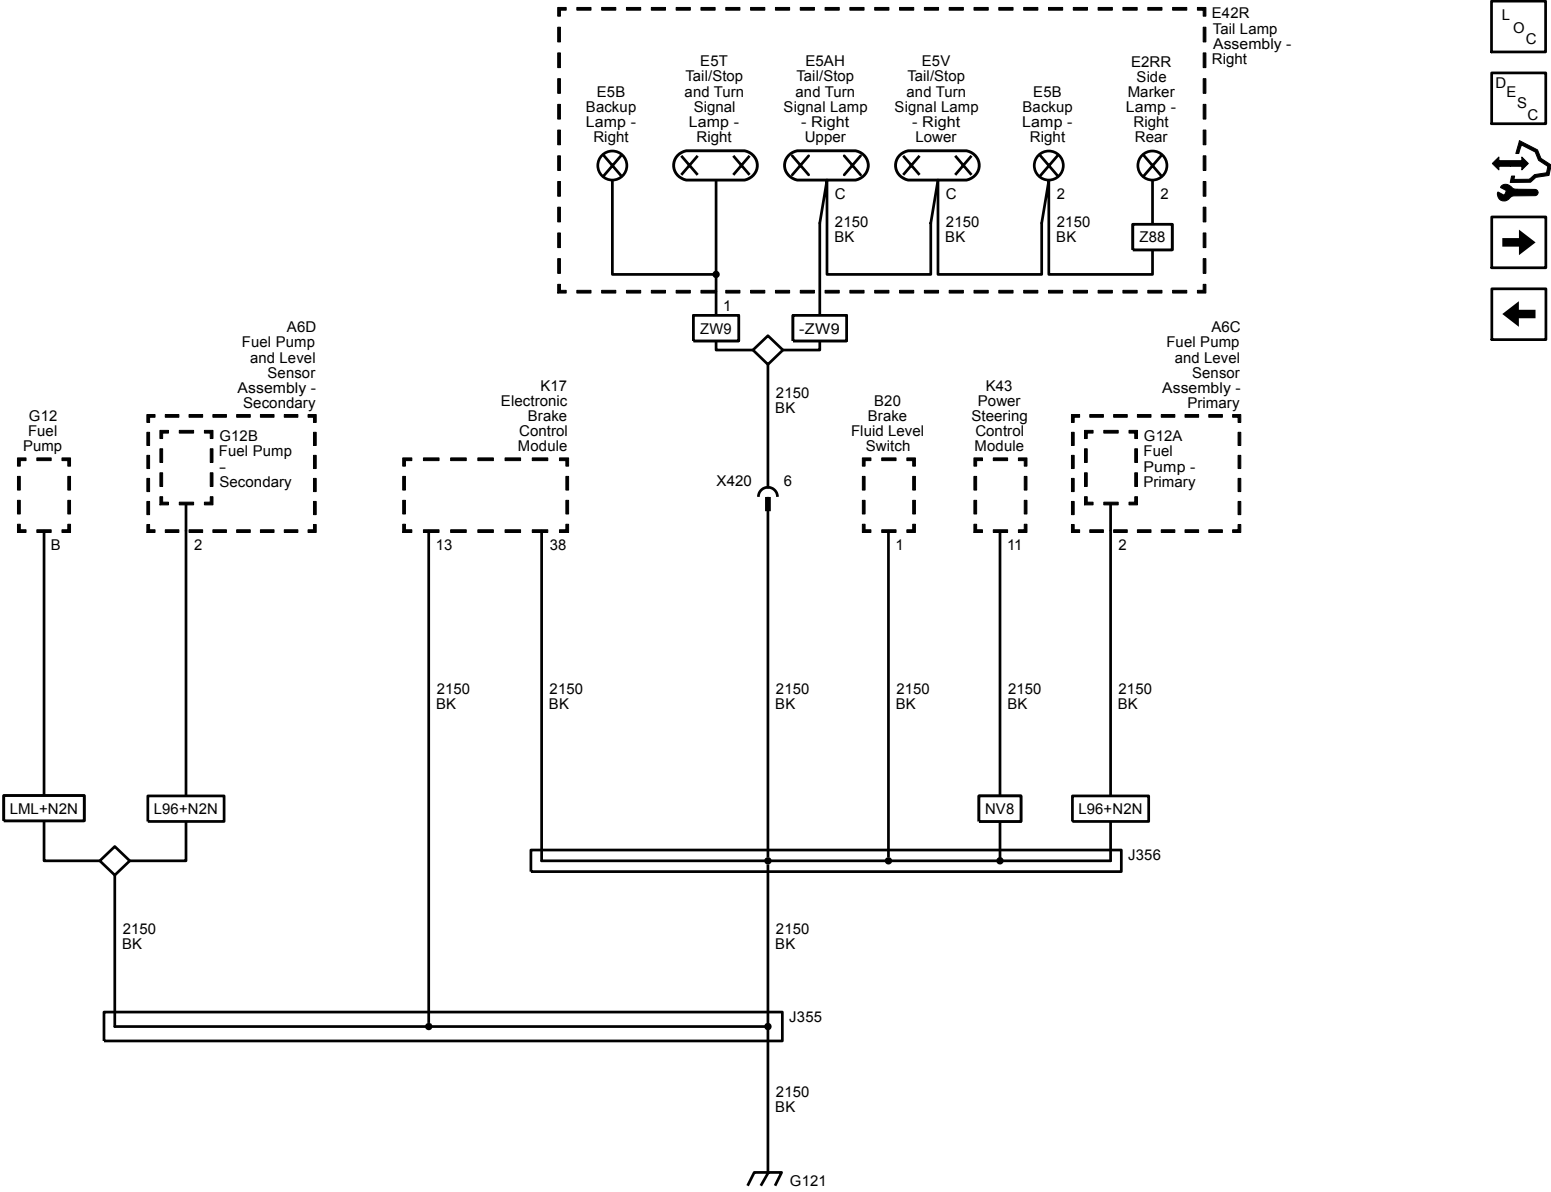 E42R
Tail Lamp
Assembly -
Right
L
O
C
E5B
Backup
Lamp -
Right
E5T
Tail/Stop
and Turn
Signal
Lamp -
Right
E5AH
Tail/Stop
and Turn
Signal Lamp
- Right
Upper
E5V
Tail/Stop
and Turn
Signal Lamp
- Right
Lower
E5B
Backup
Lamp -
Right
E2RR
Side
Marker
Lamp -
Right
Rear
D
E
S
C
C
C
2
2
2150
BK
2150
BK
2150
BK
Z88
1
ZW9
-ZW9
2150
BK
A6D
Fuel Pump
and Level
Sensor
Assembly -
Secondary
A6C
Fuel Pump
and Level
Sensor
Assembly -
Primary
G12
Fuel
Pump
G12B
Fuel Pump
-
Secondary
K17
Electronic
Brake
Control
Module
X420
6
B20
Brake
Fluid Level
Switch
K43
Power
Steering
Control
Module
G12A
Fuel
Pump -
Primary
B
2
13
38
1
11
2
2150
BK
2150
BK
2150
BK
2150
BK
2150
BK
2150
BK
LML+N2N
L96+N2N
NV8
L96+N2N
J356
2150
BK
2150
BK
J355
2150
BK
G121